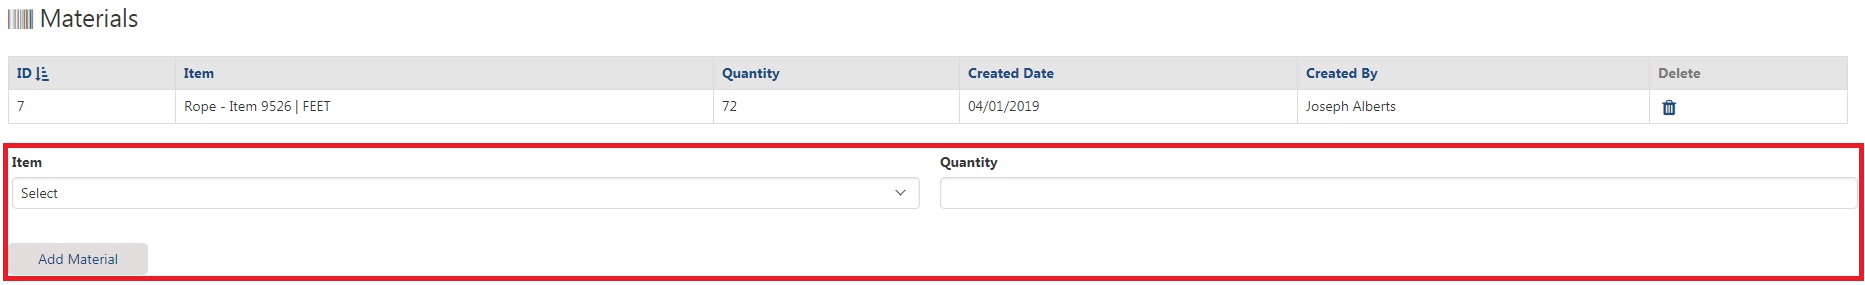 Materials
ID Item Quantity Created Date Created By Delete
7 Rope - Item 9526 | FEET 72 04/01/2019 Joseph Alberts
Item Quantity
Select
Add Material